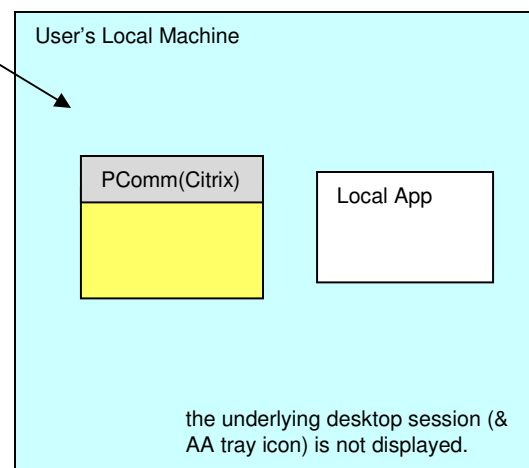 User’s Local Machine
PComm(Citrix)
Local App
the underlying desktop session (&
AA tray icon) is not displayed.